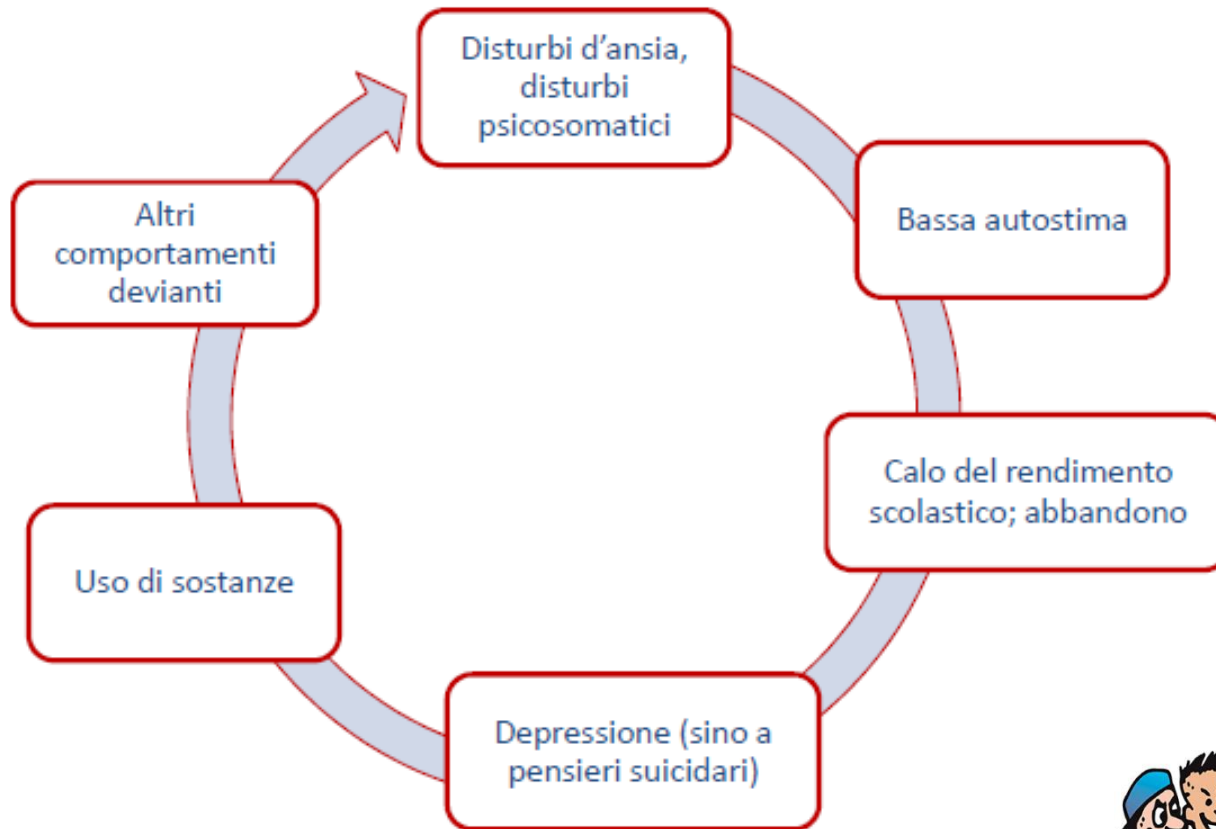 Disturbi d’ansia,
disturbi
psicosomatici
Bassa autostima
Calo del rendimento
scolastico; abbandono
Depressione (sino a
pensieri suicidari)
Uso di sostanze
Altri
comportamenti
devianti